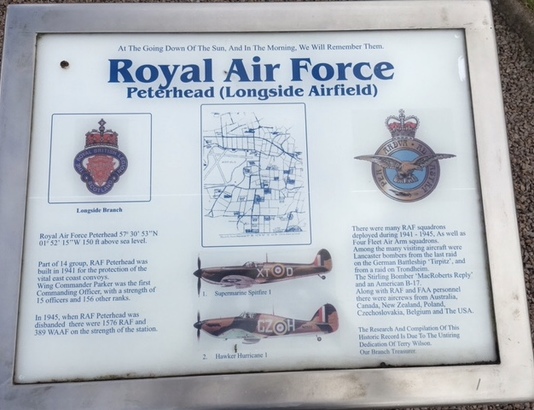 At The Going Down Of The Sun, And In The Morning, We Will Remember Them.
Royal Air Force
Peterhead (Longside Airfield)
Longside Branch
Royal Air Force Peterhead 57° 30' 53"N
01° 52' 15"W 150 ft above sea level.
Part of 14 group, RAF Peterhead was
built in 1941 for the protection of the
vital east coast convoys.
Wing Commander Parker was the first
Commanding Officer, with a strength of
15 officers and 156 other ranks.
In 1945, when RAF Peterhead was
disbanded there were 1576 RAF and
389 WAAF on the strength of the station.
XT D
1. Supermarine Spitfire 1
GZ H
2. Hawker Hurricane 1
There were many RAF squadrons
deployed during 1941 - 1945, As well as
Four Fleet Air Arm squadrons.
Among the many visiting aircraft were
Lancaster bombers from the last raid
on the German Battleship 'Tirpitz', and
from a raid on Trondheim.
The Stirling Bomber 'MacRoberts Reply'
and an American B-17.
Along with RAF and FAA personnel
there were aircrews from Australia,
Canada, New Zealand, Poland,
Czechoslovakia, Belgium and The USA.
The Research And Compilation Of This
Historic Record Is Due To The Untiring
Dedication Of Terry Wilson.
Our Branch Treasurer.